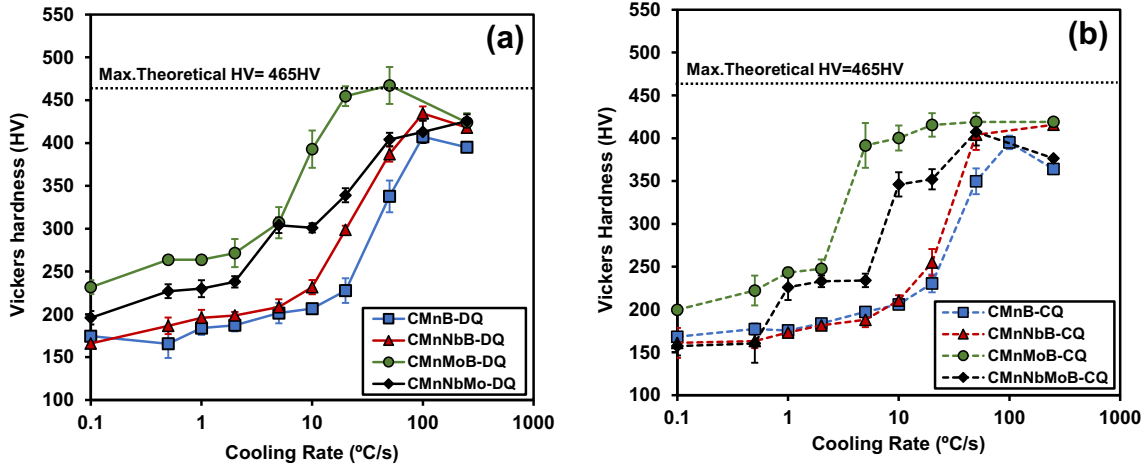 (a)
Max.Theoretical HV= 465HV
Vickers hardness (HV)
550
500
450
400
350
300
250
200
150
100
0.1
1
10
100
1000
Cooling Rate (ºC/s)
CMnB-DQ
CMnNbB-DQ
CMnMoB-DQ
CMnNbMo-DQ
(b)
Max.Theoretical HV=465HV
Vickers Hardness (HV)
550
500
450
400
350
300
250
200
150
100
0.1
1
10
100
1000
Cooling Rate (ºC/s)
CMnB-CQ
CMnNbB-CQ
CMnMoB-CQ
CMnNbMoB-CQ